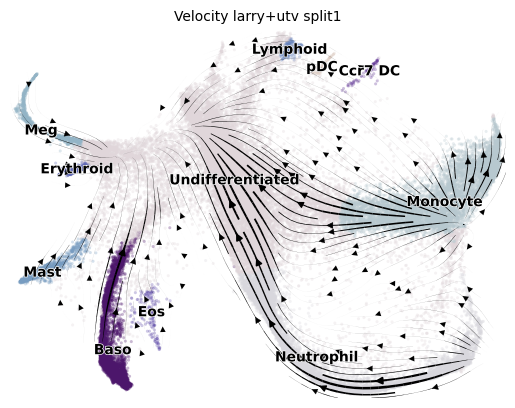 Velocity larry+utv split1
Lymphoid
pDC
Ccr7 DC
Meg
Erythroid
Undifferentiated
Monocyte
Mast
Eos
Baso
Neutrophil